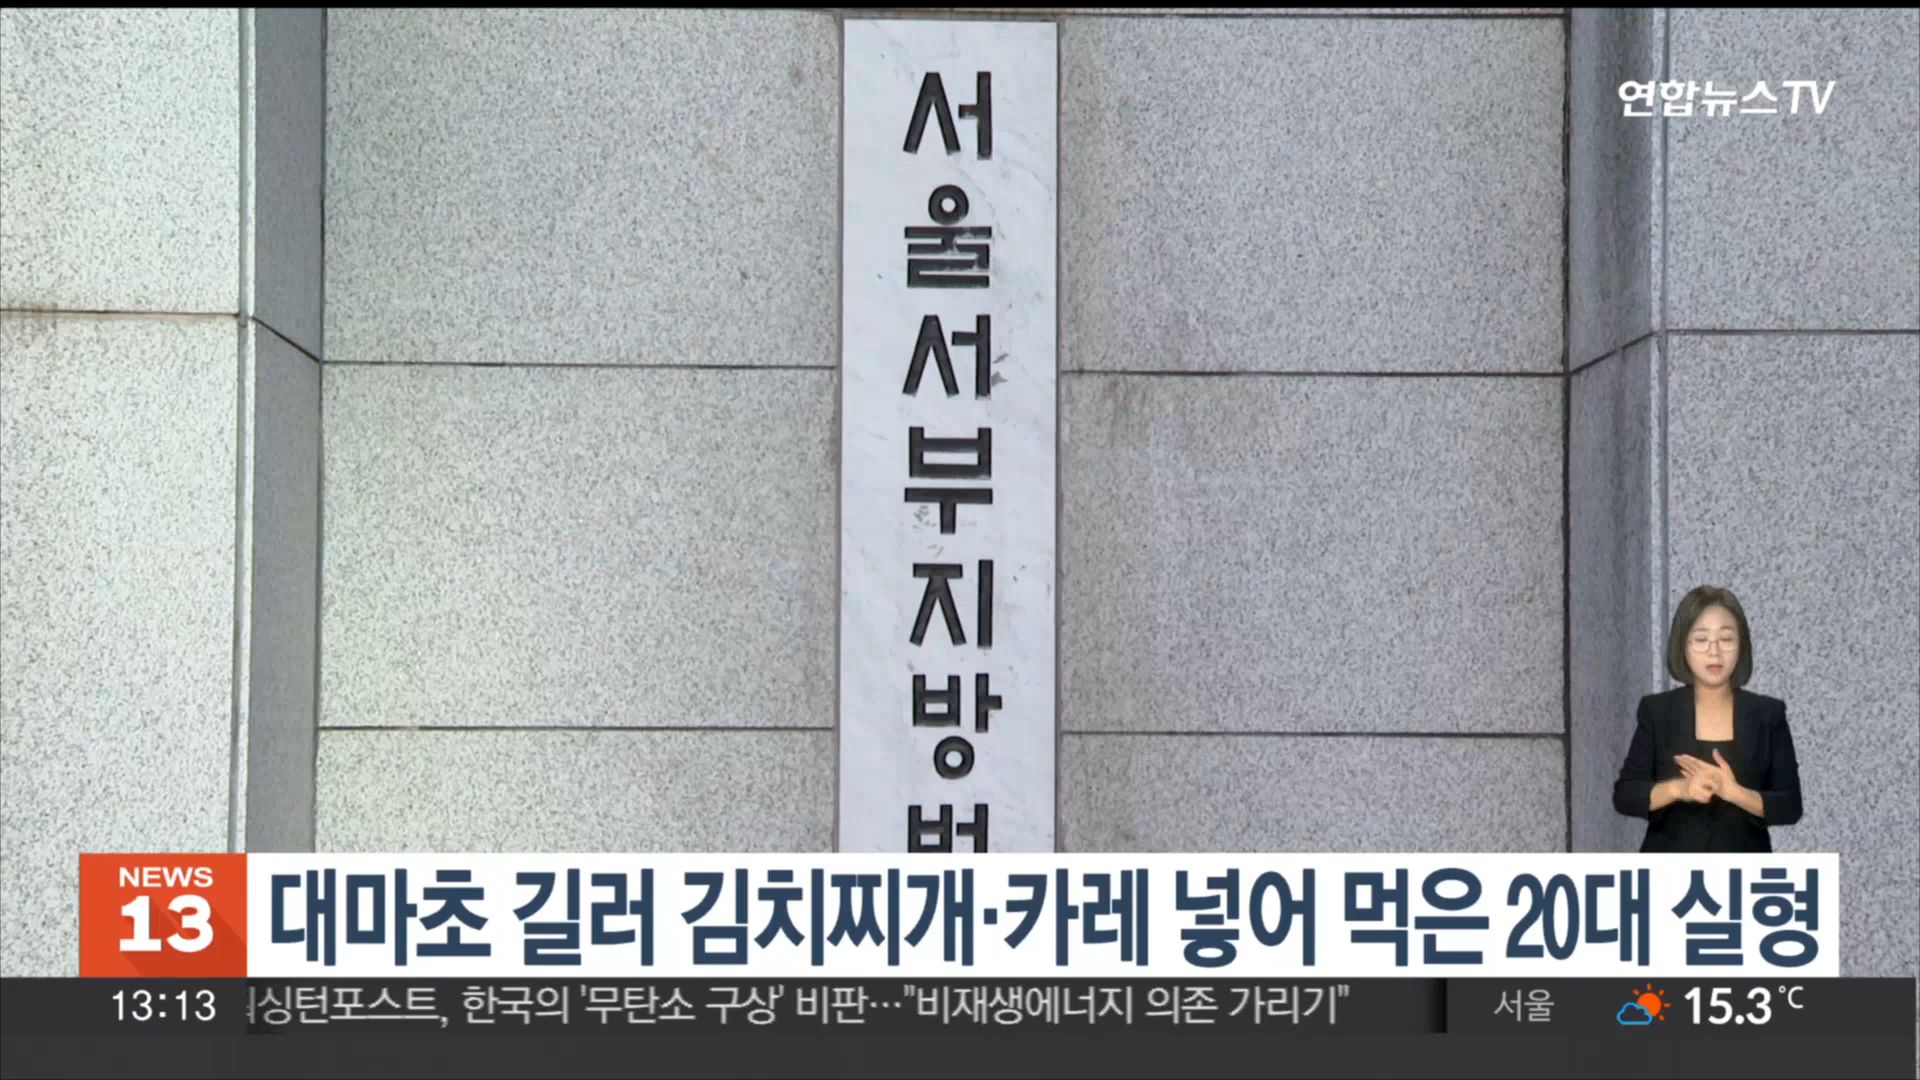 연합뉴스TV
서울서부지방법
NEWS
13
대마초 길러 김치찌개·카레 넣어 먹은 20대 실형
13:13
싱턴포스트, 한국의 '무탄소 구상' 비판…"비재생에너지 의존 가리기"
서울
15.3℃